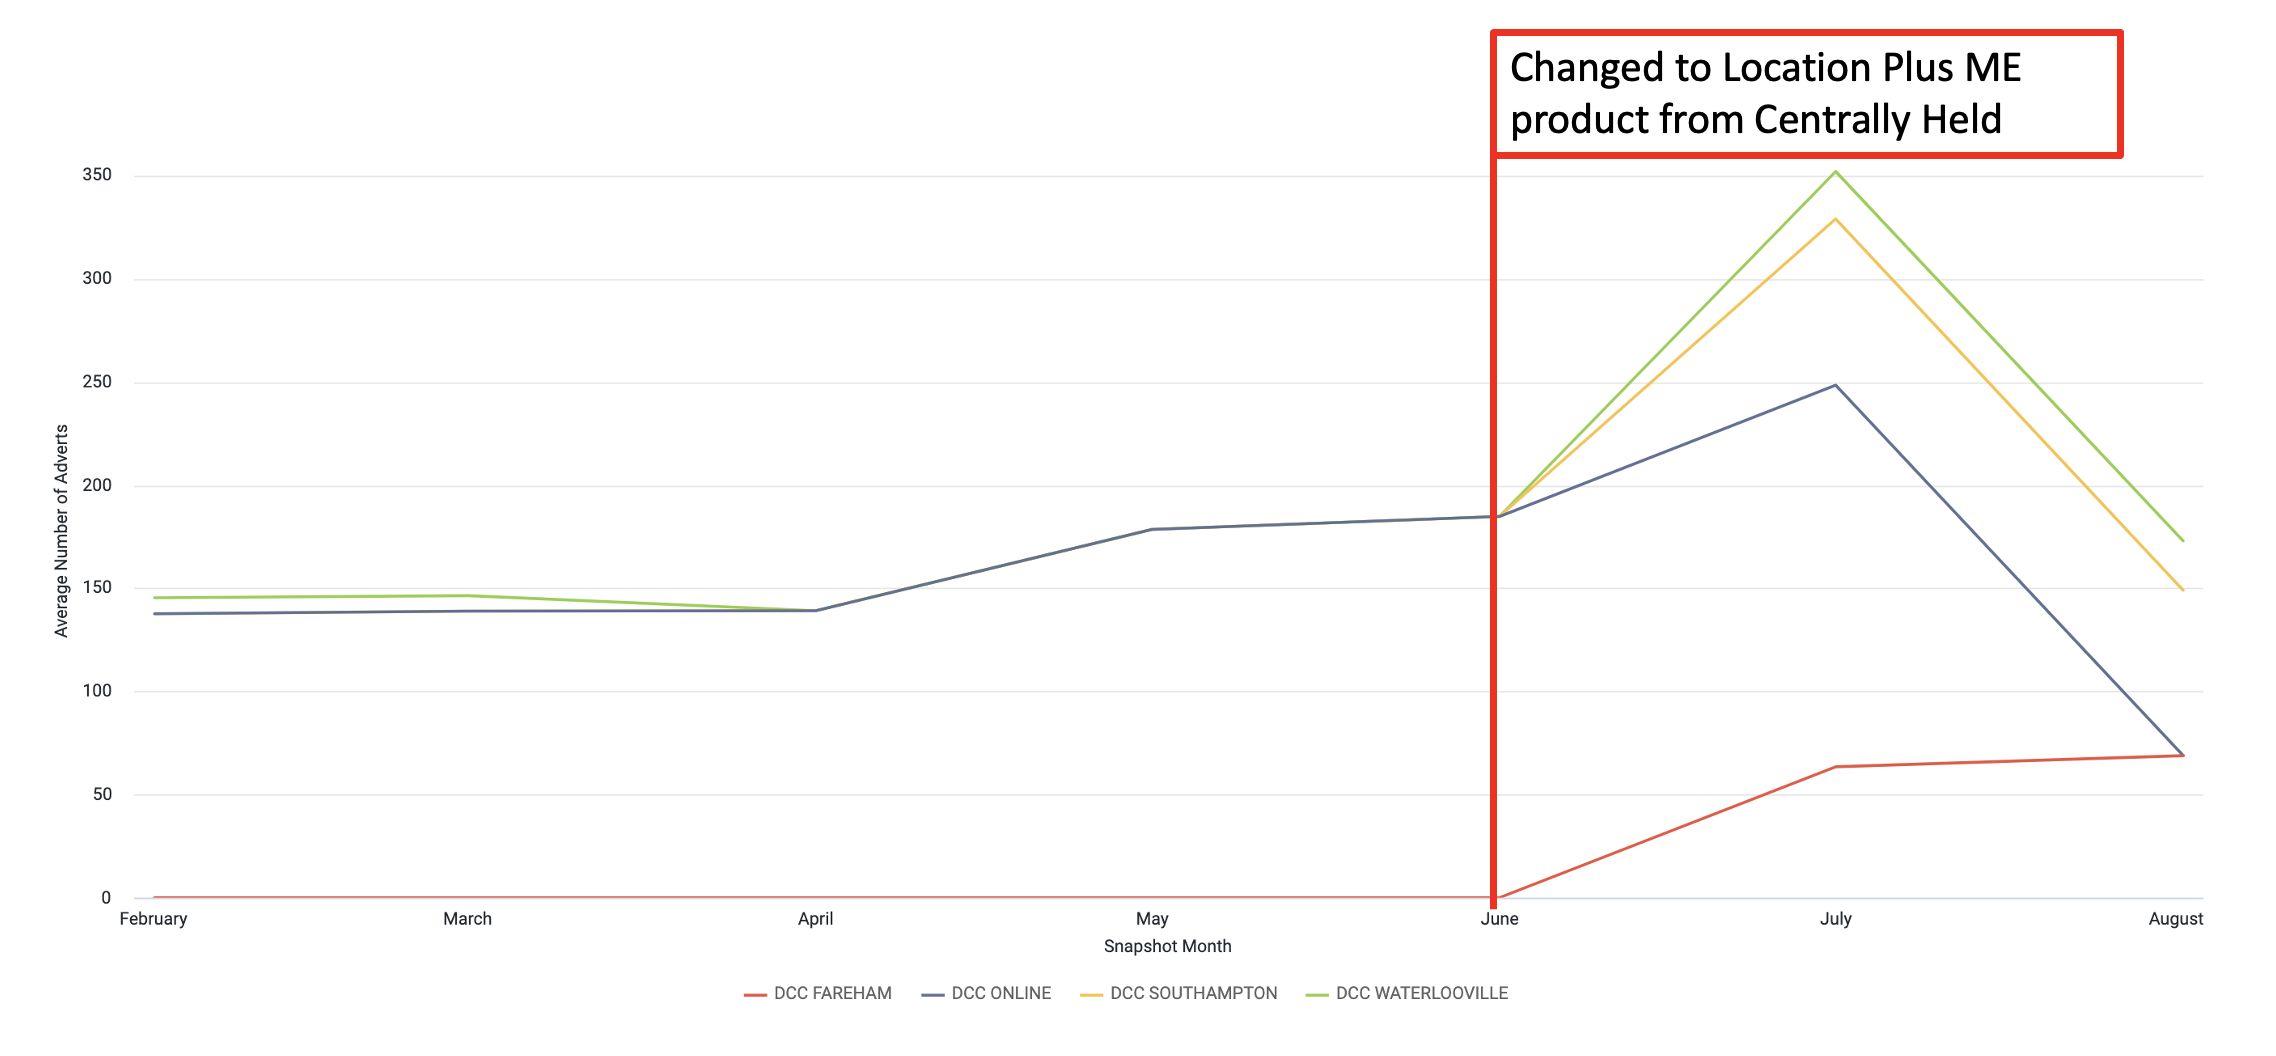 Changed to Location Plus ME
product from Centrally Held
350
300
250
200
150
100
50
0
Average Number of Adverts
February March April May June July August
Snapshot Month
DCC FAREHAM DCC ONLINE DCC SOUTHAMPTON DCC WATERLOOVILLE